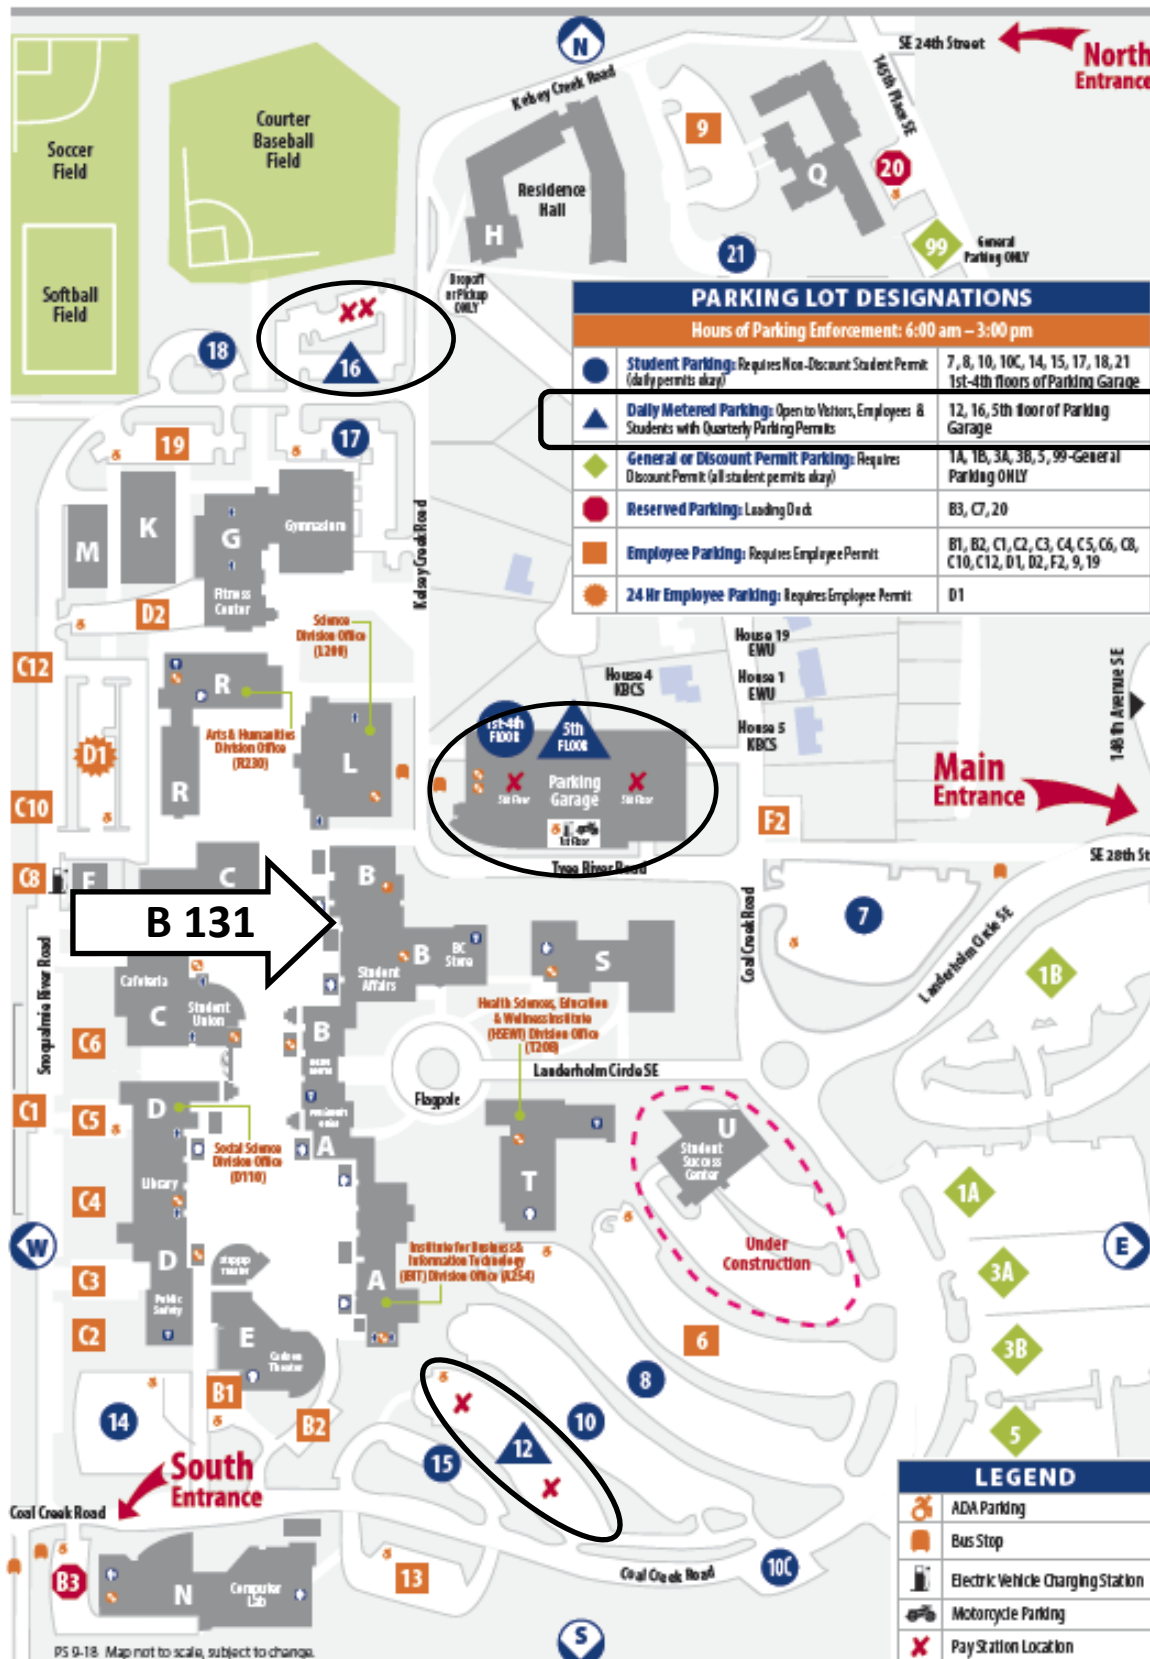 N
SE 24th Street
North
Entrance
Kelsey Creek Road
145th Place SE
Soccer
Field
Courter
Baseball
Field
9
Q
20
Residence
Hall
H
21
99
General
Parking ONLY
Softball
Field
Dropoff
or Pickup
ONLY
PARKING LOT DESIGNATIONS
Hours of Parking Enforcement: 6:00 am – 3:00 pm
Student Parking: Requires Non-Discount Student Permit
(daily permits okay)
7, 8, 10, 10C, 14, 15, 17, 18, 21
1st-4th floors of Parking Garage
Daily Metered Parking: Open to Visitors, Employees &
Students with Quarterly Parking Permits
12, 16, 5th floor of Parking
Garage
General or Discount Permit Parking: Requires
Discount Permit (all student permits okay)
1A, 1B, 3A, 3B, 5, 99-General
Parking ONLY
Reserved Parking: Loading Dock
B3, C7, 20
Employee Parking: Requires Employee Permit
B1, B2, C1, C2, C3, C4, C5, C6, C8,
C10, C12, D1, D2, F2, 9, 19
24 Hr Employee Parking: Requires Employee Permit
D1
18
16
19
17
M
K
G
Gymnasium
Fitness
Center
Kelsey Creek Road
D2
Science
Division Office
(L200)
C12
R
House 19
EWU
House 4
KBCS
House 1
EWU
House 5
KBCS
148th Avenue SE
Arts & Humanities
Division Office
(R230)
1st-4th
FLOOR
5th
FLOOR
D1
L
R
Parking
Garage
5th Floor
5th Floor
1st Floor
Main
Entrance
C10
F2
Tyee River Road
SE 28th St
C8
F
C
B
B 131
7
Coal Creek Road
Landerholm Circle SE
Snoqualmie River Road
B
BC
Store
S
Student
Affairs
1B
Cafeteria
C
Student
Union
Health Sciences, Education
& Wellness Institute
(HSEWI) Division Office
(T208)
B
C6
Landerholm Circle SE
Flagpole
C1
C5
D
U
Student
Success
Center
A
Social Science
Division Office
(D110)
T
1A
Library
C4
W
E
Under
Construction
Institute for Business &
Information Technology
(IBIT) Division Office (A254)
D
A
C3
3A
Public
Safety
C2
E
Carlson
Theater
6
3B
8
B1
14
B2
10
12
15
5
South
Entrance
LEGEND
Coal Creek Road
ADA Parking
Bus Stop
B3
N
Computer
Lab
13
Coal Creek Road
10C
Electric Vehicle Charging Station
Motorcycle Parking
S
Pay Station Location
PS 9-18 Map not to scale, subject to change.